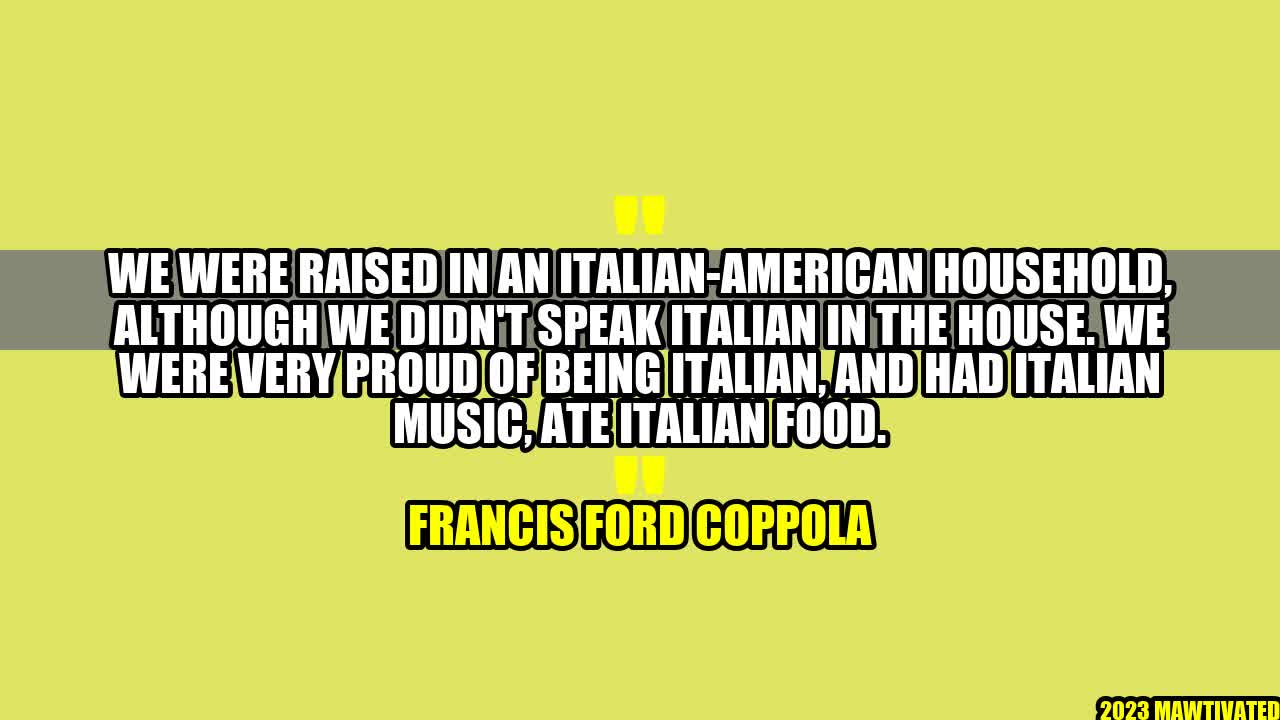 "
WE WERE RAISED IN AN ITALIAN-AMERICAN HOUSEHOLD,
ALTHOUGH WE DIDN'T SPEAK ITALIAN IN THE HOUSE. WE
WERE VERY PROUD OF BEING ITALIAN, AND HAD ITALIAN
MUSIC, ATE ITALIAN FOOD.
"
FRANCIS FORD COPPOLA
2023 MAWTIVATED